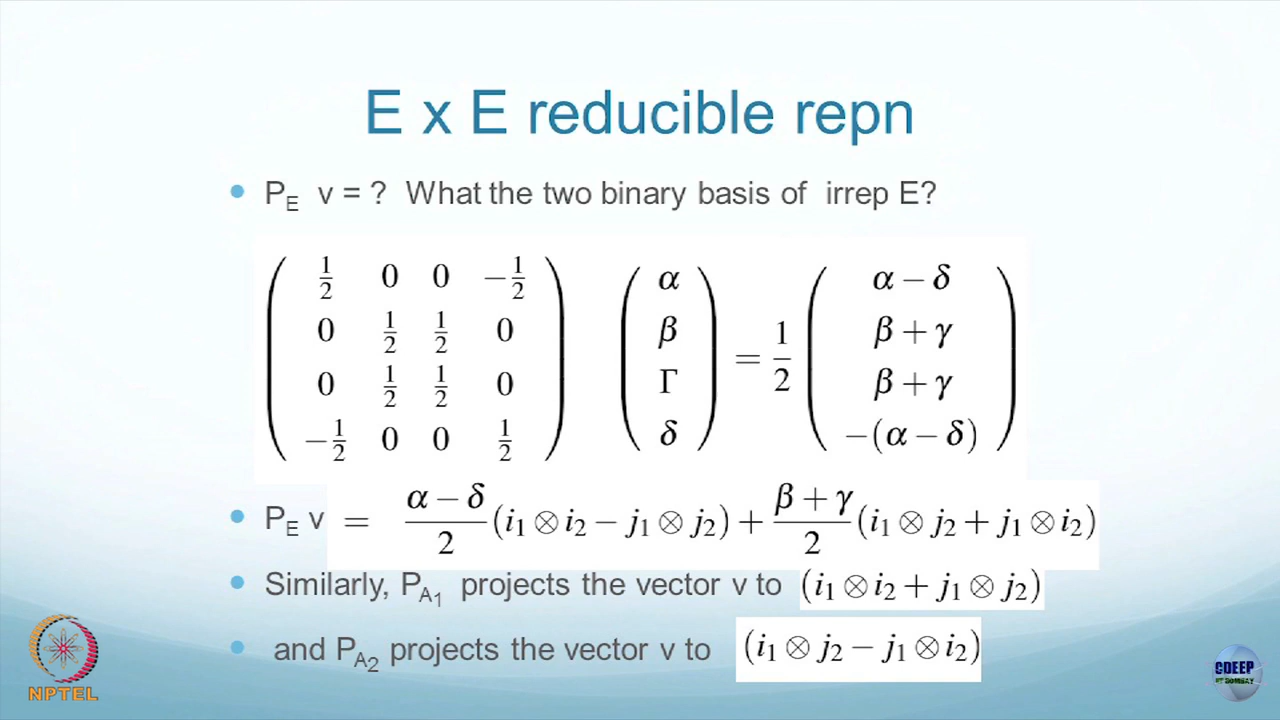 E x E reducible repn
• P_E v = ? What the two binary basis of irrep E?
( 1/2 0 0 −1/2 ) ( α ) ( α − δ )
( 0 1/2 1/2 0 ) ( β ) = 1/2 ( β + γ )
( 0 1/2 1/2 0 ) ( Γ ) ( β + γ )
( −1/2 0 0 1/2 ) ( δ ) ( −(α − δ) )
• P_E v = (α − δ)/2 (i₁ ⊗ i₂ − j₁ ⊗ j₂) + (β + γ)/2 (i₁ ⊗ j₂ + j₁ ⊗ i₂)
• Similarly, P_A₁ projects the vector v to (i₁ ⊗ i₂ + j₁ ⊗ j₂)
• and P_A₂ projects the vector v to (i₁ ⊗ j₂ − j₁ ⊗ i₂)
NPTEL
CDEEP
IIT BOMBAY